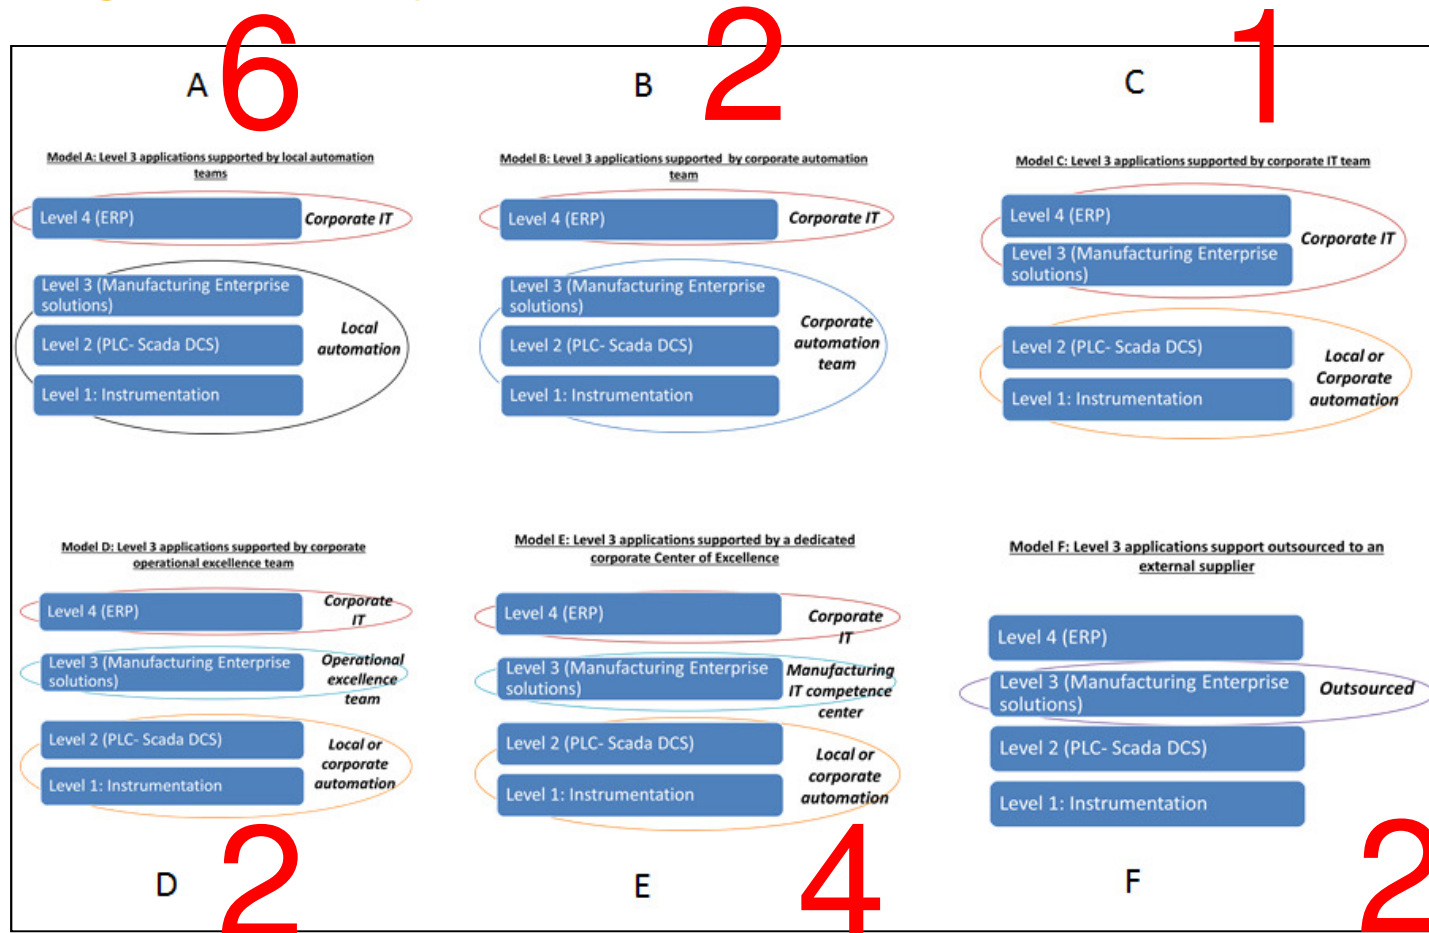 A 6
B 2
C 1
Model A: Level 3 applications supported by local automation
teams
Level 4 (ERP)
Corporate IT
Level 3 (Manufacturing Enterprise
solutions)
Level 2 (PLC- Scada DCS)
Level 1: Instrumentation
Local
automation
Model B: Level 3 applications supported by corporate automation
team
Level 4 (ERP)
Corporate IT
Level 3 (Manufacturing Enterprise
solutions)
Level 2 (PLC- Scada DCS)
Level 1: Instrumentation
Corporate
automation
team
Model C: Level 3 applications supported by corporate IT team
Level 4 (ERP)
Level 3 (Manufacturing Enterprise
solutions)
Corporate IT
Level 2 (PLC- Scada DCS)
Level 1: Instrumentation
Local or
Corporate
automation
Model D: Level 3 applications supported by corporate
operational excellence team
Level 4 (ERP)
Corporate
IT
Level 3 (Manufacturing Enterprise
solutions)
Operational
excellence
team
Level 2 (PLC- Scada DCS)
Level 1: Instrumentation
Local or
corporate
automation
D 2
Model E: Level 3 applications supported by a dedicated
corporate Center of Excellence
Level 4 (ERP)
Corporate
IT
Level 3 (Manufacturing Enterprise
solutions)
Manufacturing
IT competence
center
Level 2 (PLC- Scada DCS)
Level 1: Instrumentation
Local or
corporate
automation
E 4
Model F: Level 3 applications support outsourced to an
external supplier
Level 4 (ERP)
Level 3 (Manufacturing Enterprise
solutions)
Outsourced
Level 2 (PLC- Scada DCS)
Level 1: Instrumentation
F 2